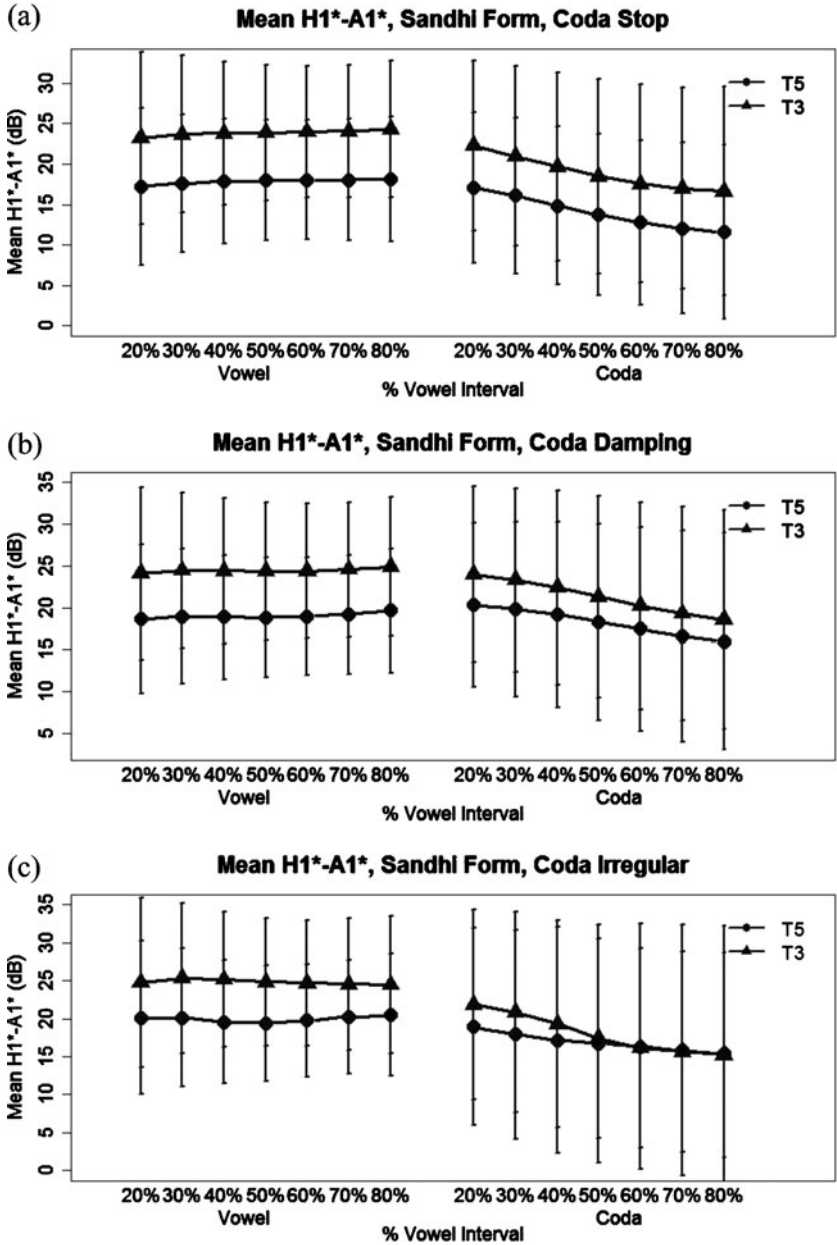 (a)
Mean H1*-A1*, Sandhi Form, Coda Stop
Mean H1*-A1* (dB)
30
25
20
15
10
5
0
T5
T3
20% 30% 40% 50% 60% 70% 80% 20% 30% 40% 50% 60% 70% 80%
Vowel Coda
% Vowel Interval
(b)
Mean H1*-A1*, Sandhi Form, Coda Damping
Mean H1*-A1* (dB)
35
30
25
20
15
10
5
T5
T3
20% 30% 40% 50% 60% 70% 80% 20% 30% 40% 50% 60% 70% 80%
Vowel Coda
% Vowel Interval
(c)
Mean H1*-A1*, Sandhi Form, Coda Irregular
Mean H1*-A1* (dB)
35
30
25
20
15
10
5
0
T5
T3
20% 30% 40% 50% 60% 70% 80% 20% 30% 40% 50% 60% 70% 80%
Vowel Coda
% Vowel Interval